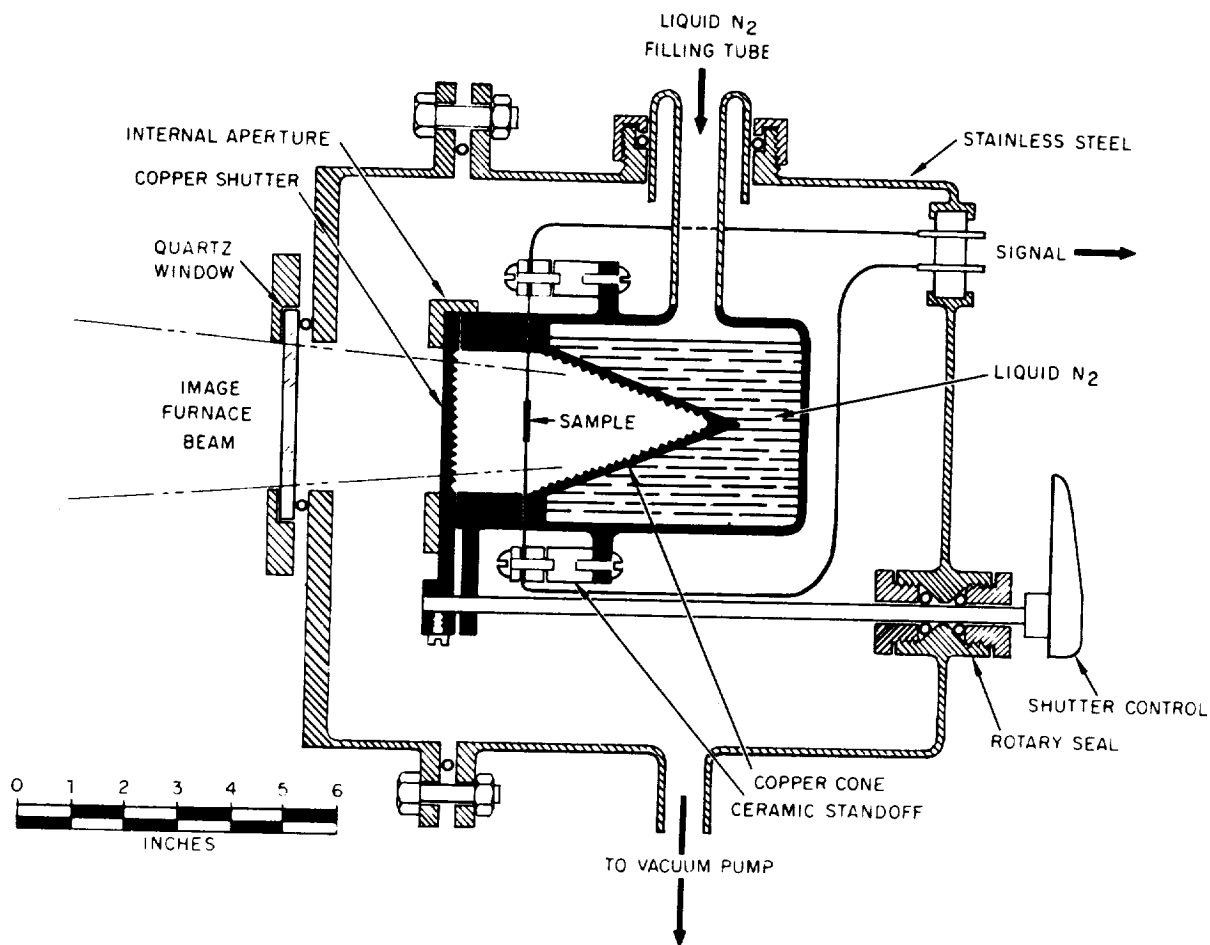 LIQUID N2
FILLING TUBE
INTERNAL APERTURE
COPPER SHUTTER
STAINLESS STEEL
QUARTZ
WINDOW
SIGNAL
IMAGE
FURNACE
BEAM
SAMPLE
LIQUID N2
SHUTTER CONTROL
ROTARY SEAL
COPPER CONE
CERAMIC STANDOFF
0 1 2 3 4 5 6
INCHES
TO VACUUM PUMP